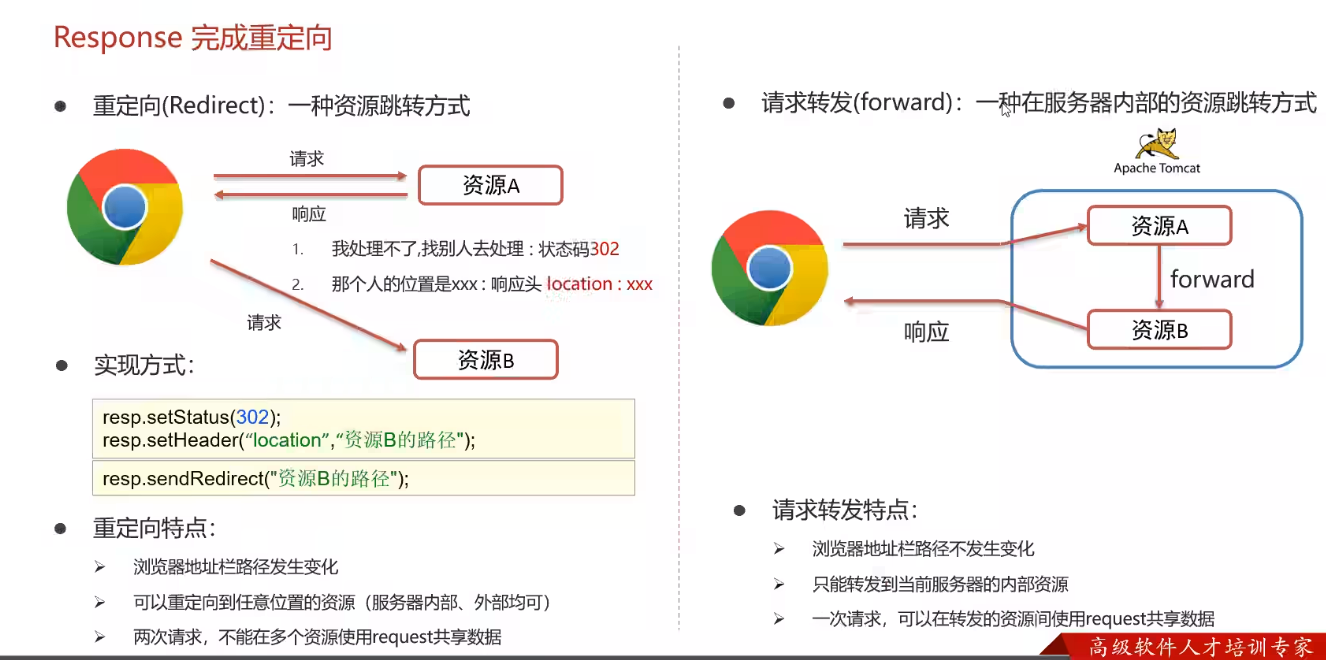 Response 完成重定向
● 重定向(Redirect)：一种资源跳转方式
请求
资源A
响应
1. 我处理不了,找别人去处理 : 状态码302
2. 那个人的位置是xxx : 响应头 location : xxx
请求
资源B
● 实现方式：
resp.setStatus(302);
resp.setHeader(“location”,“资源B的路径");
resp.sendRedirect("资源B的路径");
● 重定向特点：
➢ 浏览器地址栏路径发生变化
➢ 可以重定向到任意位置的资源（服务器内部、外部均可）
➢ 两次请求，不能在多个资源使用request共享数据
● 请求转发(forward)：一种在服务器内部的资源跳转方式
Apache Tomcat
请求
资源A
forward
资源B
响应
● 请求转发特点：
➢ 浏览器地址栏路径不发生变化
➢ 只能转发到当前服务器的内部资源
➢ 一次请求，可以在转发的资源间使用request共享数据
高级软件人才培训专家